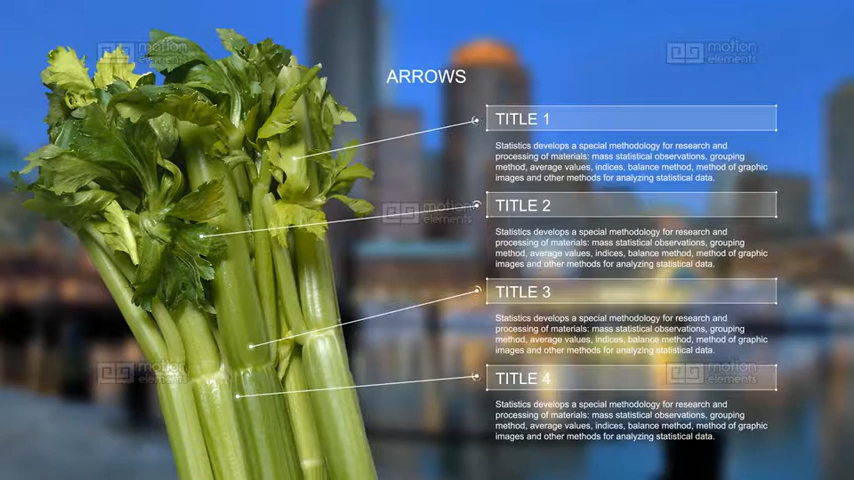 motion elements
motion elements
ARROWS
TITLE 1
Statistics develops a special methodology for research and
processing of materials: mass statistical observations, grouping
method, average values, indices, balance method, method of graphic
images and other methods for analyzing statistical data.
motion elements
TITLE 2
Statistics develops a special methodology for research and
processing of materials: mass statistical observations, grouping
method, average values, indices, balance method, method of graphic
images and other methods for analyzing statistical data.
TITLE 3
Statistics develops a special methodology for research and
processing of materials: mass statistical observations, grouping
method, average values, indices, balance method, method of graphic
images and other methods for analyzing statistical data.
motion elements
motion elements
TITLE 4
Statistics develops a special methodology for research and
processing of materials: mass statistical observations, grouping
method, average values, indices, balance method, method of graphic
images and other methods for analyzing statistical data.